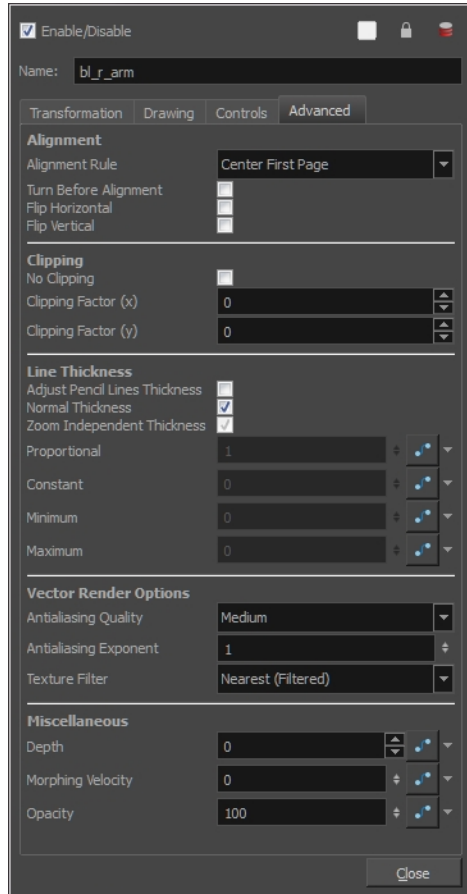 Enable/Disable
Name: bl_r_arm
Transformation Drawing Controls Advanced
Alignment
Alignment Rule Center First Page
Turn Before Alignment
Flip Horizontal
Flip Vertical
Clipping
No Clipping
Clipping Factor (x) 0
Clipping Factor (y) 0
Line Thickness
Adjust Pencil Lines Thickness
Normal Thickness
Zoom Independent Thickness
Proportional 1
Constant 0
Minimum 0
Maximum 0
Vector Render Options
Antialiasing Quality Medium
Antialiasing Exponent 1
Texture Filter Nearest (Filtered)
Miscellaneous
Depth 0
Morphing Velocity 0
Opacity 100
Close